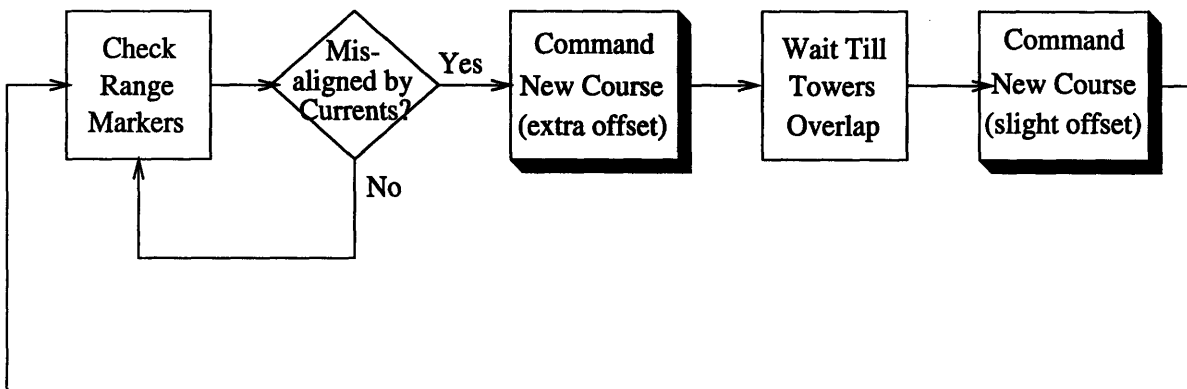 Check
Range
Markers
Mis-
aligned by
Currents?
Yes
No
Command
New Course
(extra offset)
Wait Till
Towers
Overlap
Command
New Course
(slight offset)